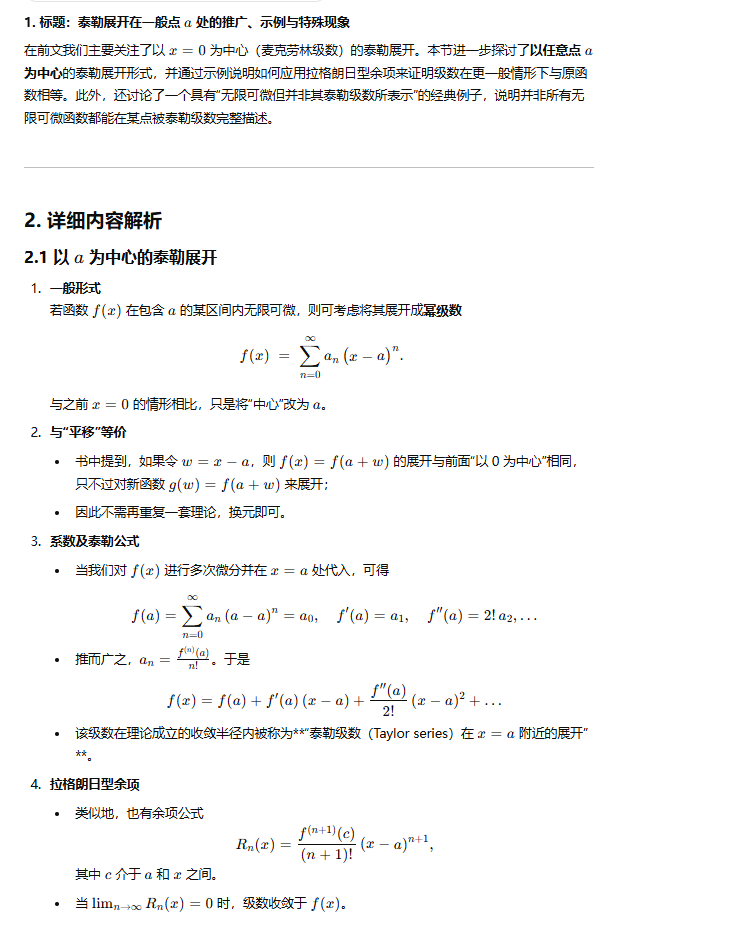 1. 标题：泰勒展开在一般点 a 处的推广、示例与特殊现象
在前文我们主要关注了以 x = 0 为中心（麦克劳林级数）的泰勒展开。本节进一步探讨了以任意点 a
为中心的泰勒展开形式，并通过示例说明如何应用拉格朗日型余项来证明级数在更一般情形下与原函
数相等。此外，还讨论了一个具有“无限可微但并非其泰勒级数所表示”的经典例子，说明并非所有无
限可微函数都能在某点被泰勒级数完整描述。
2. 详细内容解析
2.1 以 a 为中心的泰勒展开
1. 一般形式
若函数 f(x) 在包含 a 的某区间内无限可微，则可考虑将其展开成幂级数
f(x) = ∑_{n=0}^{∞} a_n (x − a)^n.
与之前 x = 0 的情形相比，只是将“中心”改为 a。
2. 与“平移”等价
• 书中提到，如果令 w = x − a，则 f(x) = f(a + w) 的展开与前面“以 0 为中心”相同，
只不过对新函数 g(w) = f(a + w) 来展开；
• 因此不需再重复一套理论，换元即可。
3. 系数及泰勒公式
• 当我们对 f(x) 进行多次微分并在 x = a 处代入，可得
f(a) = ∑_{n=0}^{∞} a_n (a − a)^n = a_0, f′(a) = a_1, f″(a) = 2! a_2, …
• 推而广之，a_n = f^{(n)}(a)/n!。于是
f(x) = f(a) + f′(a) (x − a) + f″(a)/2! (x − a)^2 + …
• 该级数在理论成立的收敛半径内被称为**“泰勒级数（Taylor series）在 x = a 附近的展开”
**。
4. 拉格朗日型余项
• 类似地，也有余项公式
R_n(x) = f^{(n+1)}(c)/(n + 1)! (x − a)^{n+1},
其中 c 介于 a 和 x 之间。
• 当 lim_{n→∞} R_n(x) = 0 时，级数收敛于 f(x)。